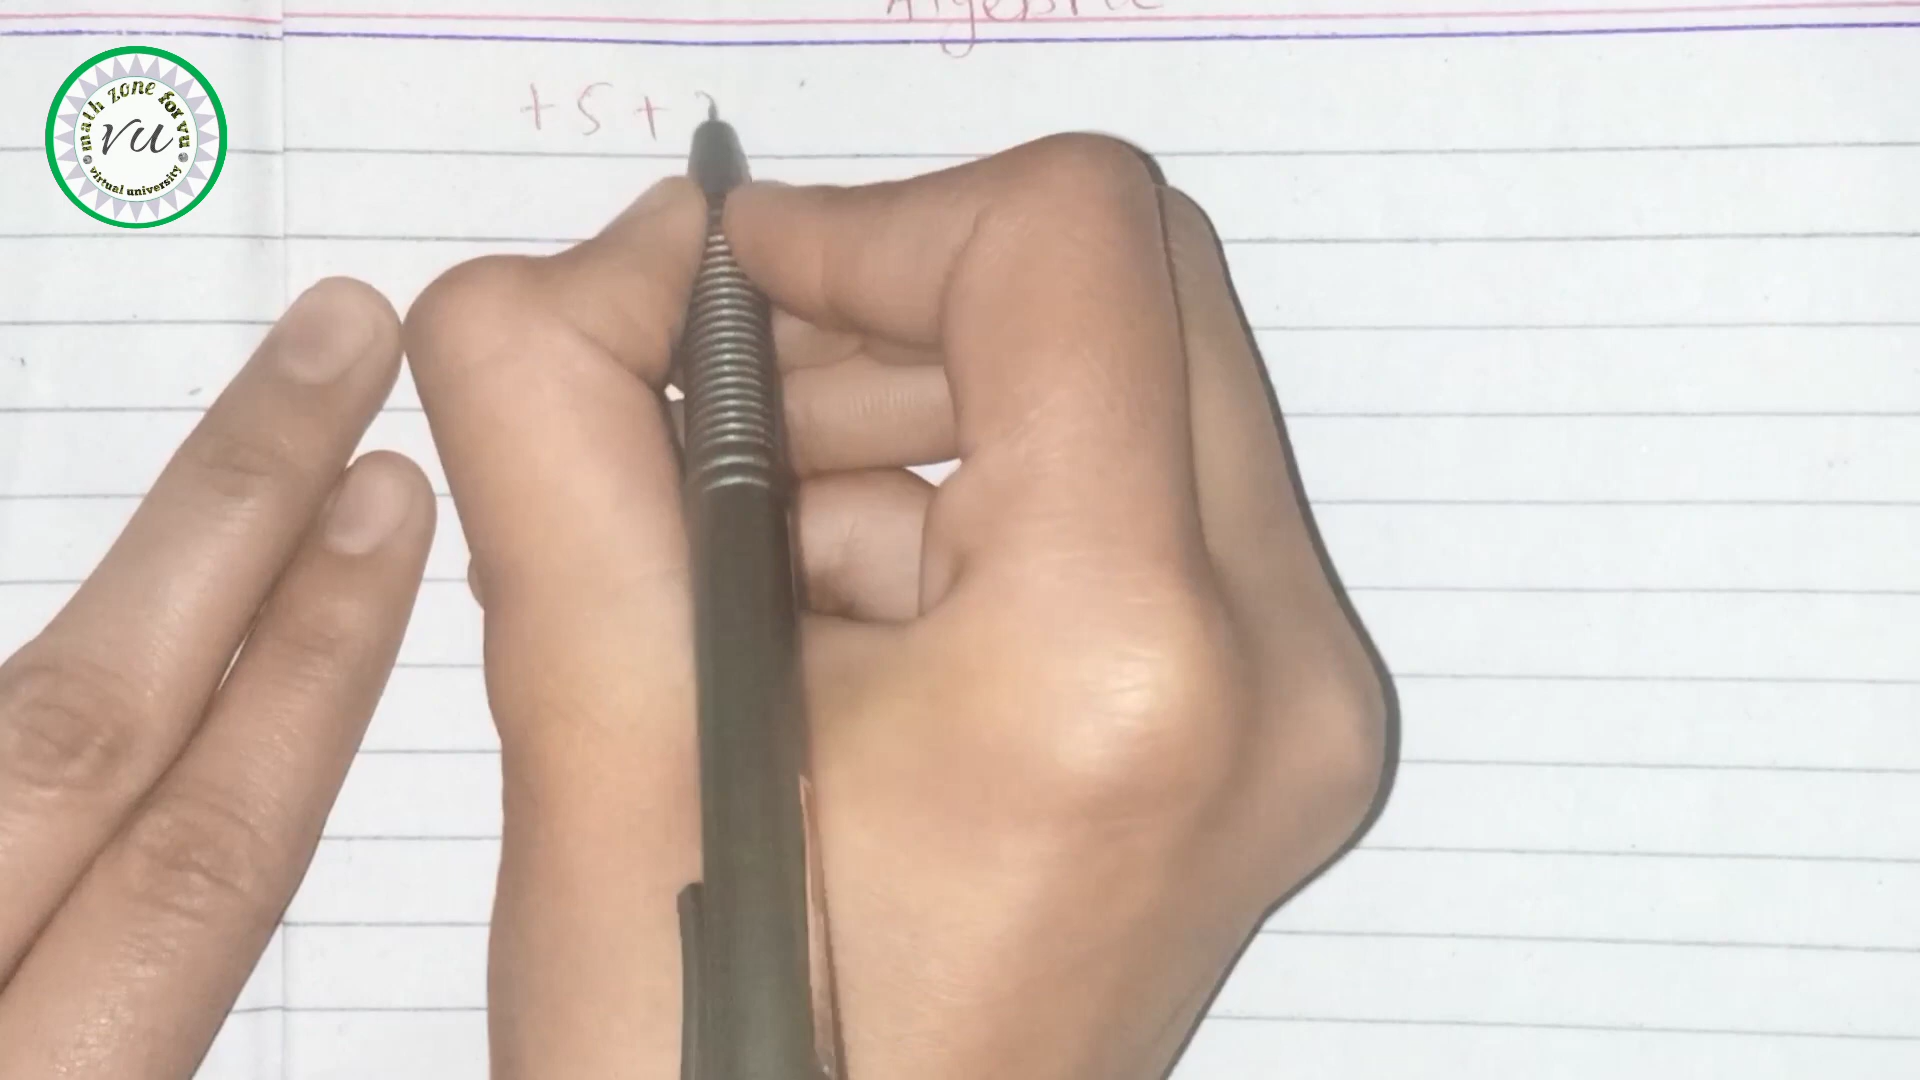 +5+
math zone for vu
vu
virtual university